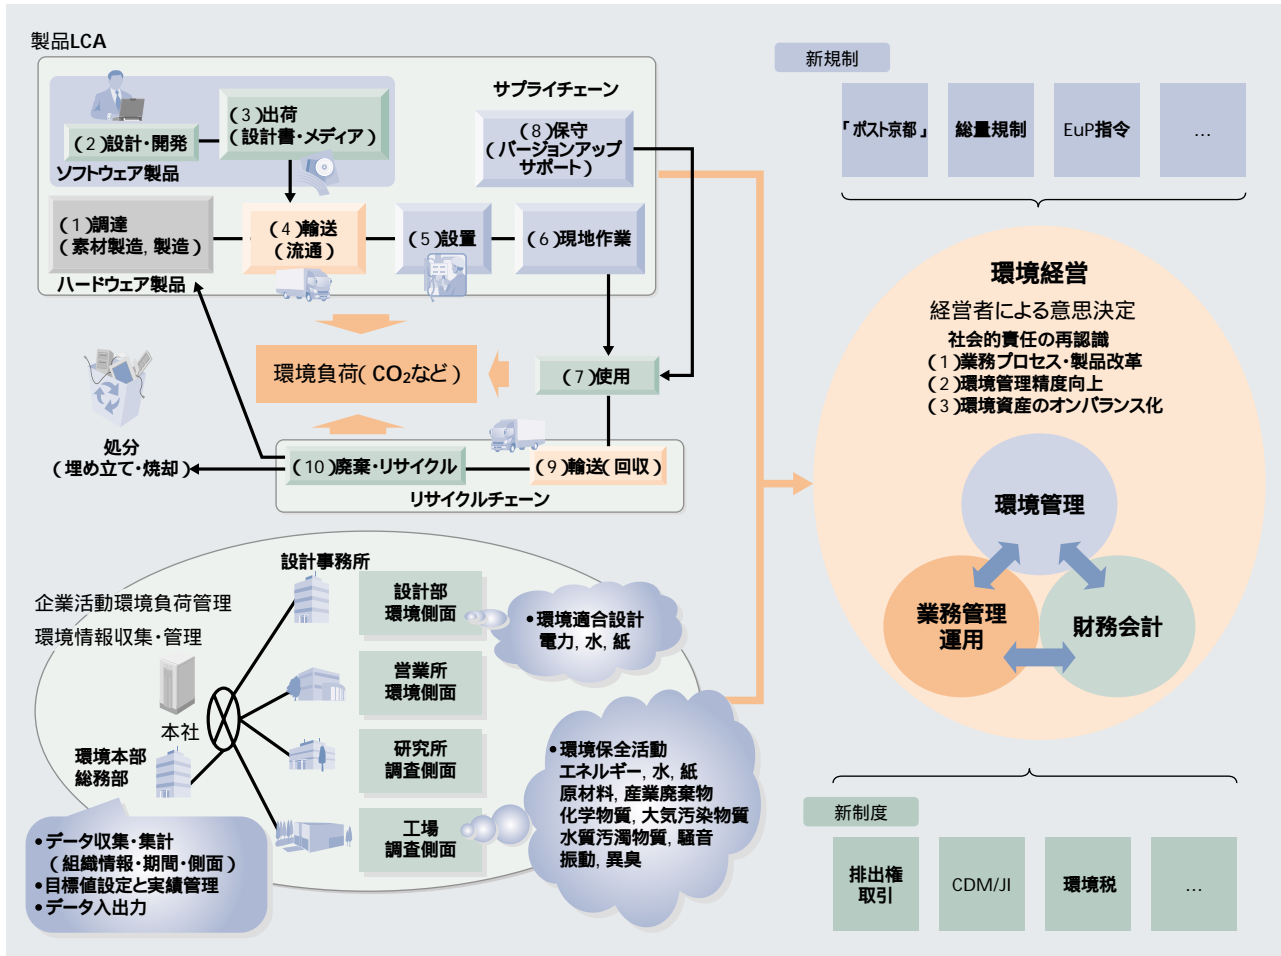 製品LCA
サプライチェーン
(2)設計・開発
(3)出荷
(設計書・メディア)
ソフトウェア製品
(8)保守
(バージョンアップ
サポート)
(1)調達
(素材製造, 製造)
(4)輸送
(流通)
(5)設置
(6)現地作業
ハードウェア製品
環境負荷(CO₂など)
(7)使用
処分
(埋め立て・焼却)
(10)廃棄・リサイクル
(9)輸送(回収)
リサイクルチェーン
企業活動環境負荷管理
環境情報収集・管理
設計事務所
設計部
環境側面
•環境適合設計
電力, 水, 紙
営業所
環境側面
本社
環境本部
総務部
研究所
調査側面
工場
調査側面
•環境保全活動
エネルギー, 水, 紙
原材料, 産業廃棄物
化学物質, 大気汚染物質
水質汚濁物質, 騒音
振動, 異臭
•データ収集・集計
(組織情報・期間・側面)
•目標値設定と実績管理
•データ入出力
新規制
「ポスト京都」
総量規制
EuP指令
…
環境経営
経営者による意思決定
社会的責任の再認識
(1)業務プロセス・製品改革
(2)環境管理精度向上
(3)環境資産のオンバランス化
環境管理
業務管理
運用
財務会計
新制度
排出権
取引
CDM/JI
環境税
…